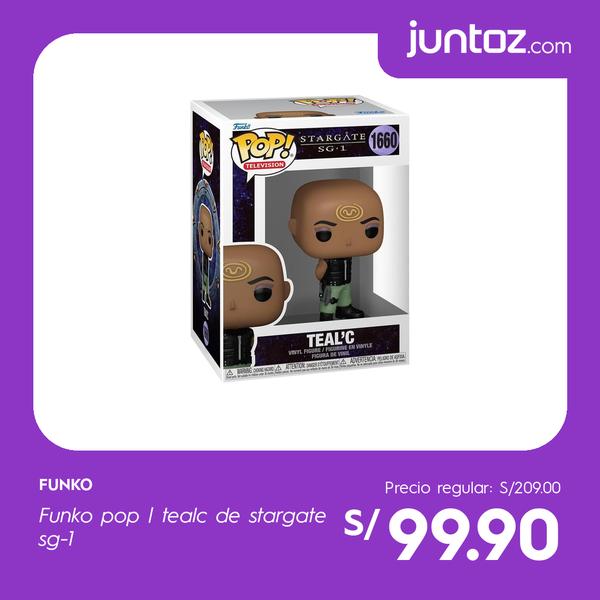 juntoz.com
Funko
POP!
TELEVISION
STARGATE
SG·1
1660
TEAL'C
VINYL FIGURE / FIGURINE EN VINYLE
FIGURA DE VINIL
FUNKO
Funko pop | tealc de stargate
sg-1
Precio regular: S/209.00
S/99.90